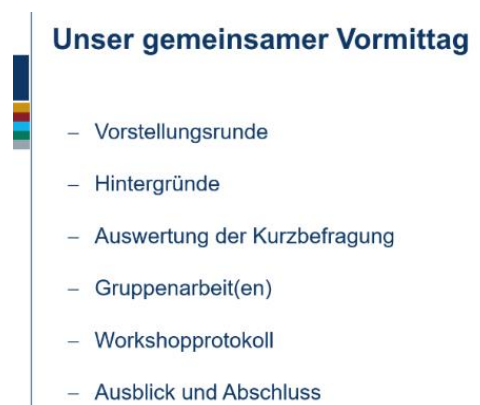 Unser gemeinsamer Vormittag
– Vorstellungsrunde
– Hintergründe
– Auswertung der Kurzbefragung
– Gruppenarbeit(en)
– Workshopprotokoll
– Ausblick und Abschluss